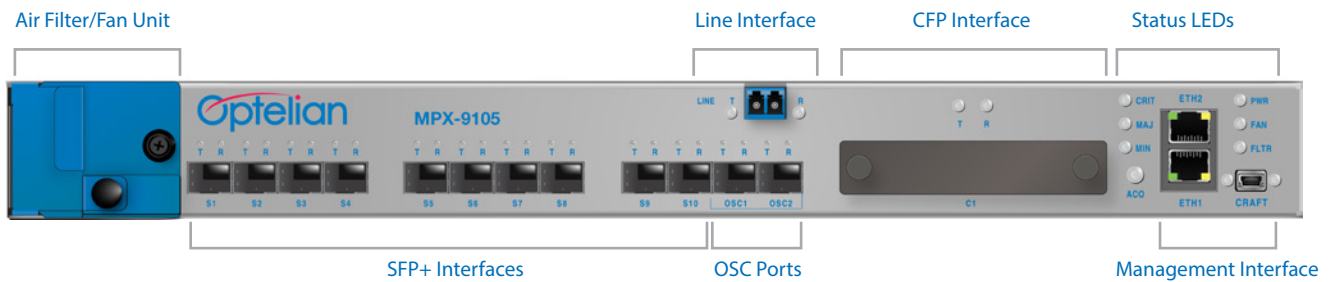 Air Filter/Fan Unit
Line Interface
CFP Interface
Status LEDs
Optelian
MPX-9105
LINE T R
T R
CRIT ETH2 PWR
MAJ FAN
MIN FLTR
T R T R T R T R T R T R T R T R T R T R T R T R
ACO
S1 S2 S3 S4 S5 S6 S7 S8 S9 S10 OSC1 OSC2 C1 ETH1 CRAFT
SFP+ Interfaces
OSC Ports
Management Interface